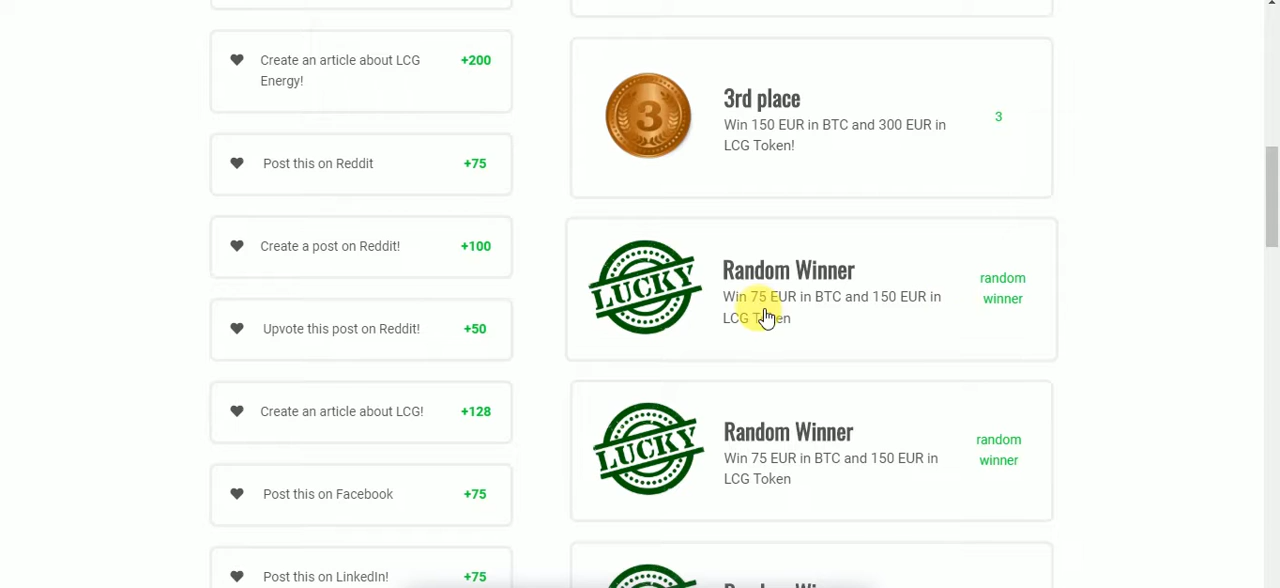 Create an article about LCG +200
Energy!
Post this on Reddit +75
Create a post on Reddit! +100
Upvote this post on Reddit! +50
Create an article about LCG! +128
Post this on Facebook +75
Post this on LinkedIn! +75
3
3rd place
Win 150 EUR in BTC and 300 EUR in
LCG Token!
3
LUCKY
Random Winner
Win 75 EUR in BTC and 150 EUR in
LCG Token
random
winner
LUCKY
Random Winner
Win 75 EUR in BTC and 150 EUR in
LCG Token
random
winner